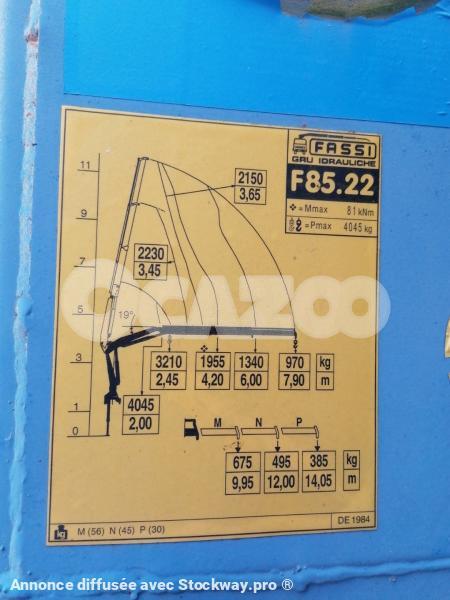 FASSI
GRU IDRAULICHE
F85.22
= Mmax 81 kNm
= Pmax 4045 kg
11
9
7
5
3
1
0
2150
3,65
2230
3,45
19°
3210 1955 1340 970 kg
2,45 4,20 6,00 7,90 m
4045
2,00
M N P
675 495 385 kg
9,95 12,00 14,05 m
kg M (56) N (45) P (30)
DE 1984
OCAZOO
Annonce diffusée avec Stockway.pro ®